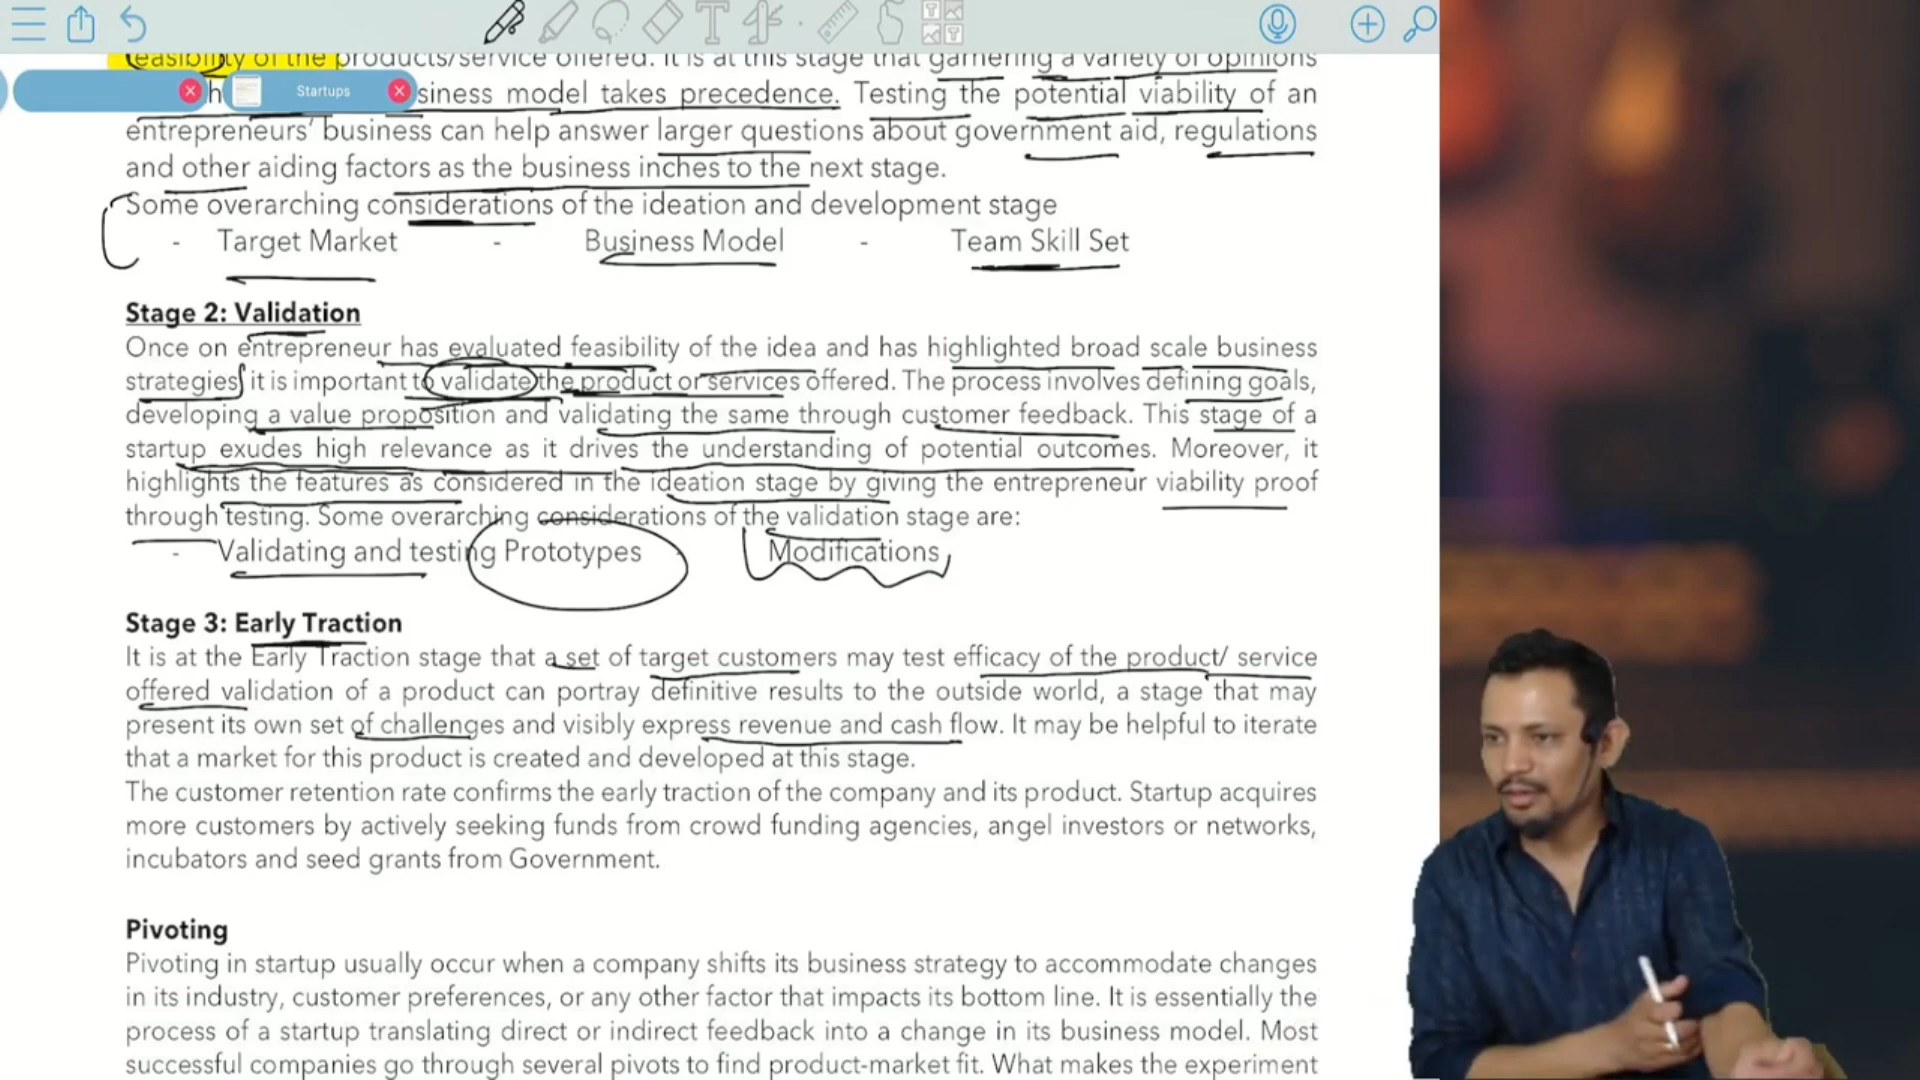 feasibility of the products/service offered. It is at this stage that garnering a variety of opinions
Startups
siness model takes precedence. Testing the potential viability of an
entrepreneurs' business can help answer larger questions about government aid, regulations
and other aiding factors as the business inches to the next stage.
Some overarching considerations of the ideation and development stage
- Target Market - Business Model - Team Skill Set
Stage 2: Validation
Once on entrepreneur has evaluated feasibility of the idea and has highlighted broad scale business
strategies it is important to validate the product or services offered. The process involves defining goals,
developing a value proposition and validating the same through customer feedback. This stage of a
startup exudes high relevance as it drives the understanding of potential outcomes. Moreover, it
highlights the features as considered in the ideation stage by giving the entrepreneur viability proof
through testing. Some overarching considerations of the validation stage are:
- Validating and testing Prototypes Modifications
Stage 3: Early Traction
It is at the Early Traction stage that a set of target customers may test efficacy of the product/ service
offered validation of a product can portray definitive results to the outside world, a stage that may
present its own set of challenges and visibly express revenue and cash flow. It may be helpful to iterate
that a market for this product is created and developed at this stage.
The customer retention rate confirms the early traction of the company and its product. Startup acquires
more customers by actively seeking funds from crowd funding agencies, angel investors or networks,
incubators and seed grants from Government.
Pivoting
Pivoting in startup usually occur when a company shifts its business strategy to accommodate changes
in its industry, customer preferences, or any other factor that impacts its bottom line. It is essentially the
process of a startup translating direct or indirect feedback into a change in its business model. Most
successful companies go through several pivots to find product-market fit. What makes the experiment